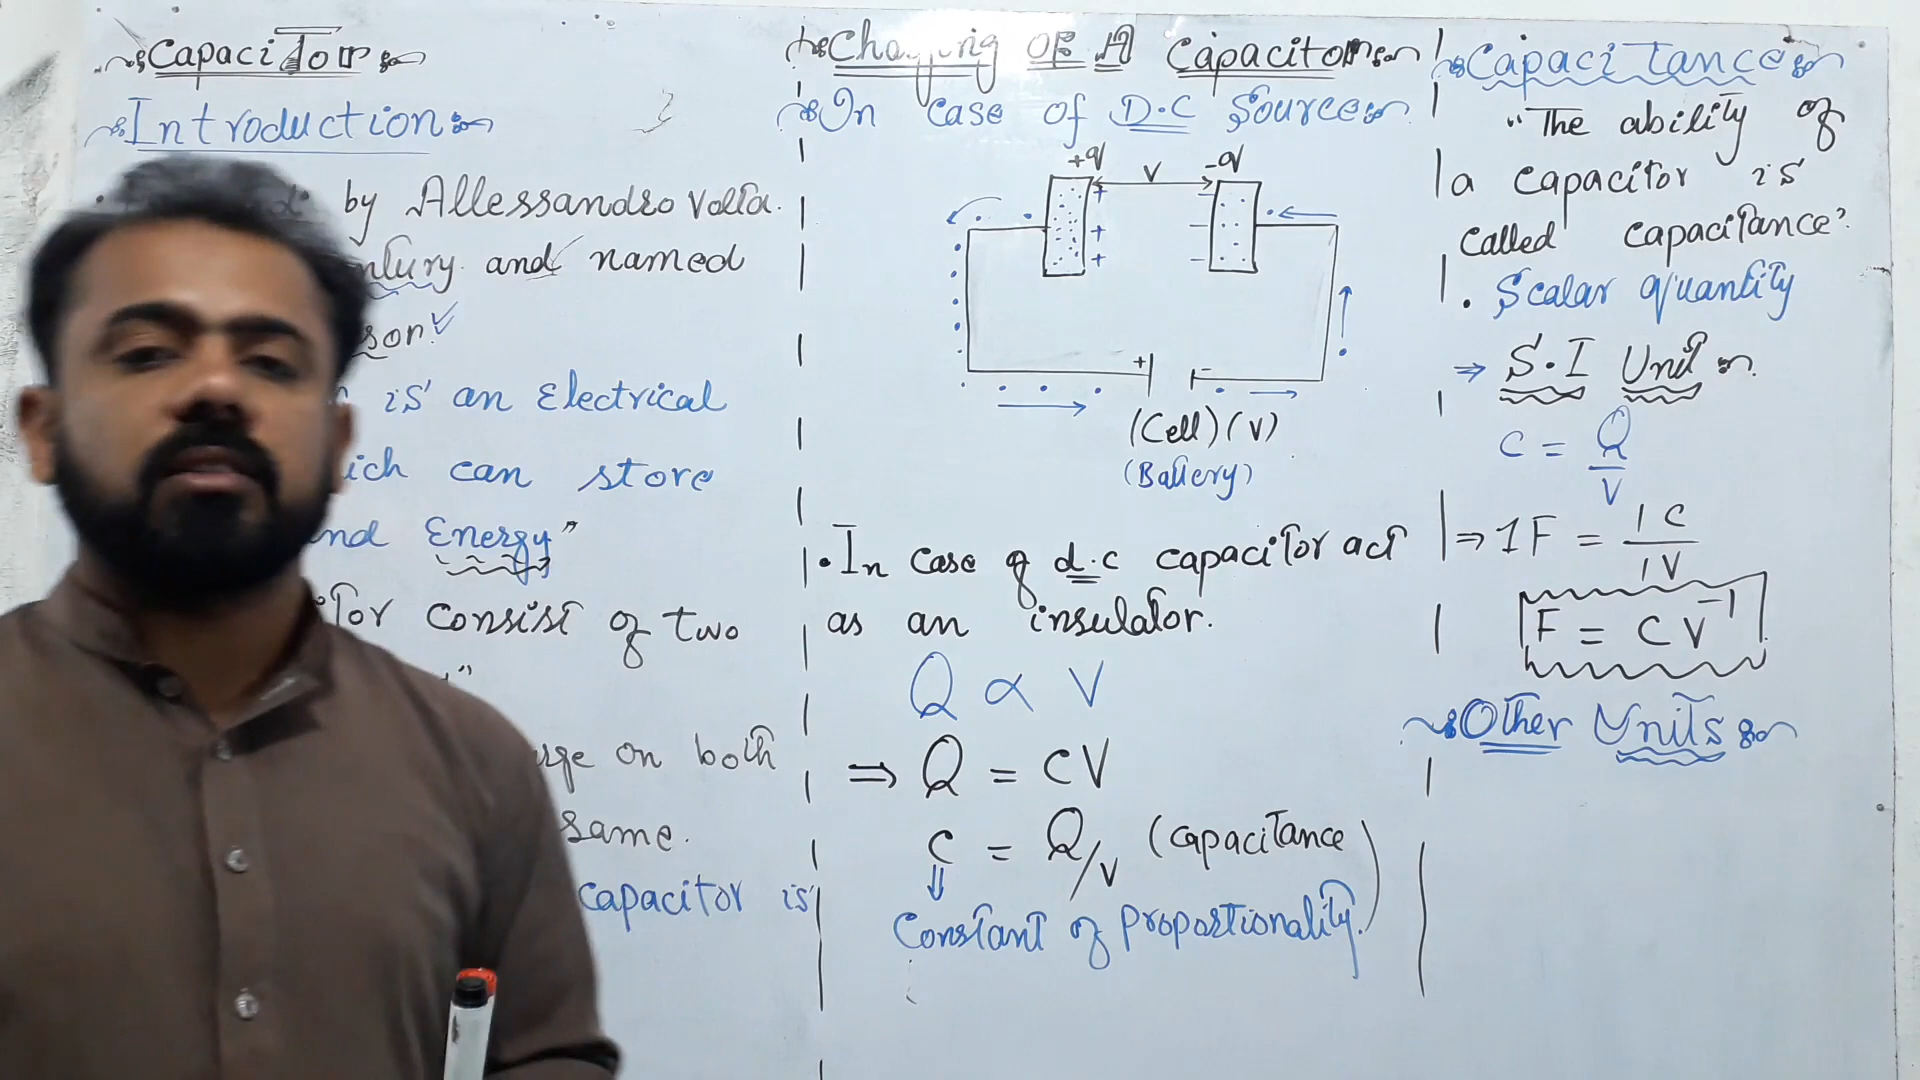 Capacitor
Introduction
by Allessandro Volta.
and named
is an Electrical
can store
Energy"
consist of two
on both
same.
capacitor is
Charging OF A Capacitor
In Case of D.C Source
+q V -q
+ -
+ -
+ -
+ -
(Cell) (V)
(Battery)
• In Case of d.c capacitor act
as an insulator.
Q ∝ V
⇒ Q = CV
C = Q/V (Capacitance)
⇓
Constant of Proportionality.
Capacitance
"The ability of
a capacitor is
called capacitance".
• Scalar quantity
⇒ S.I Unit
C = Q/V
⇒ 1F = 1C/1V
F = CV⁻¹
Other Units